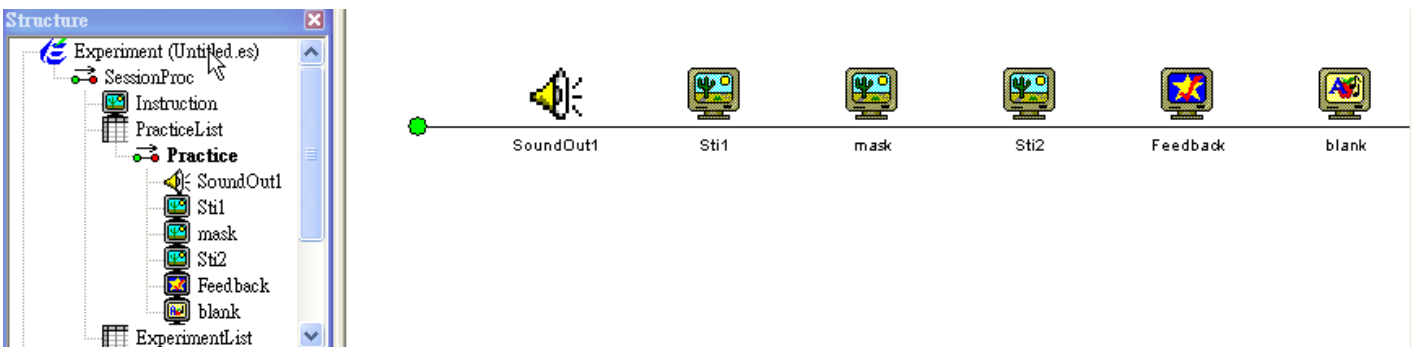 Structure
Experiment (Untitled.es)
SessionProc
Instruction
PracticeList
Practice
SoundOut1
Sti1
mask
Sti2
Feedback
blank
ExperimentList
SoundOut1 Sti1 mask Sti2 Feedback blank